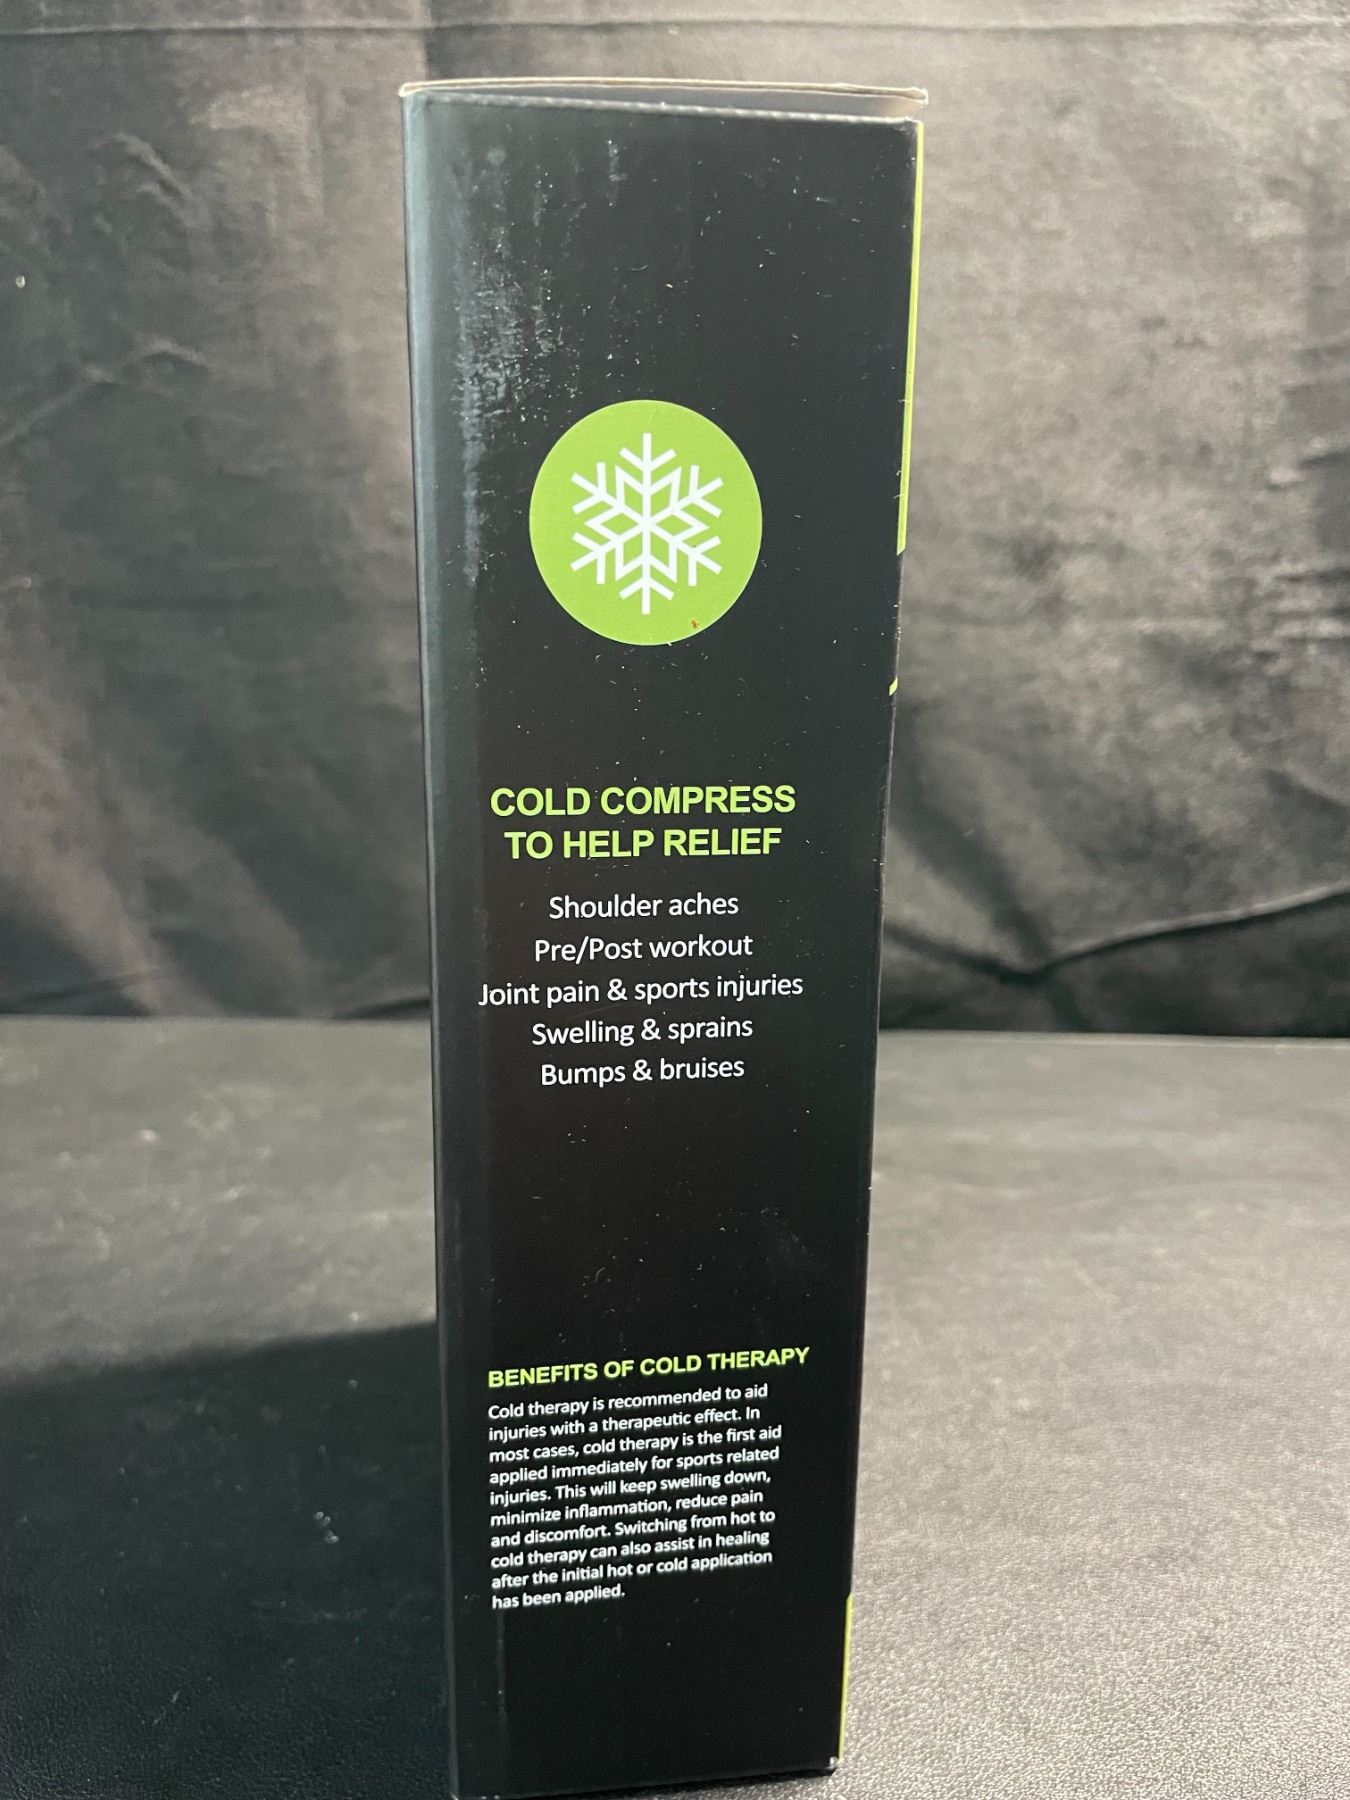 COLD COMPRESS
TO HELP RELIEF
Shoulder aches
Pre/Post workout
Joint pain & sports injuries
Swelling & sprains
Bumps & bruises
BENEFITS OF COLD THERAPY
Cold therapy is recommended to aid
injuries with a therapeutic effect. In
most cases, cold therapy is the first aid
applied immediately for sports related
injuries. This will keep swelling down,
minimize inflammation, reduce pain
and discomfort. Switching from hot to
cold therapy can also assist in healing
after the initial hot or cold application
has been applied.